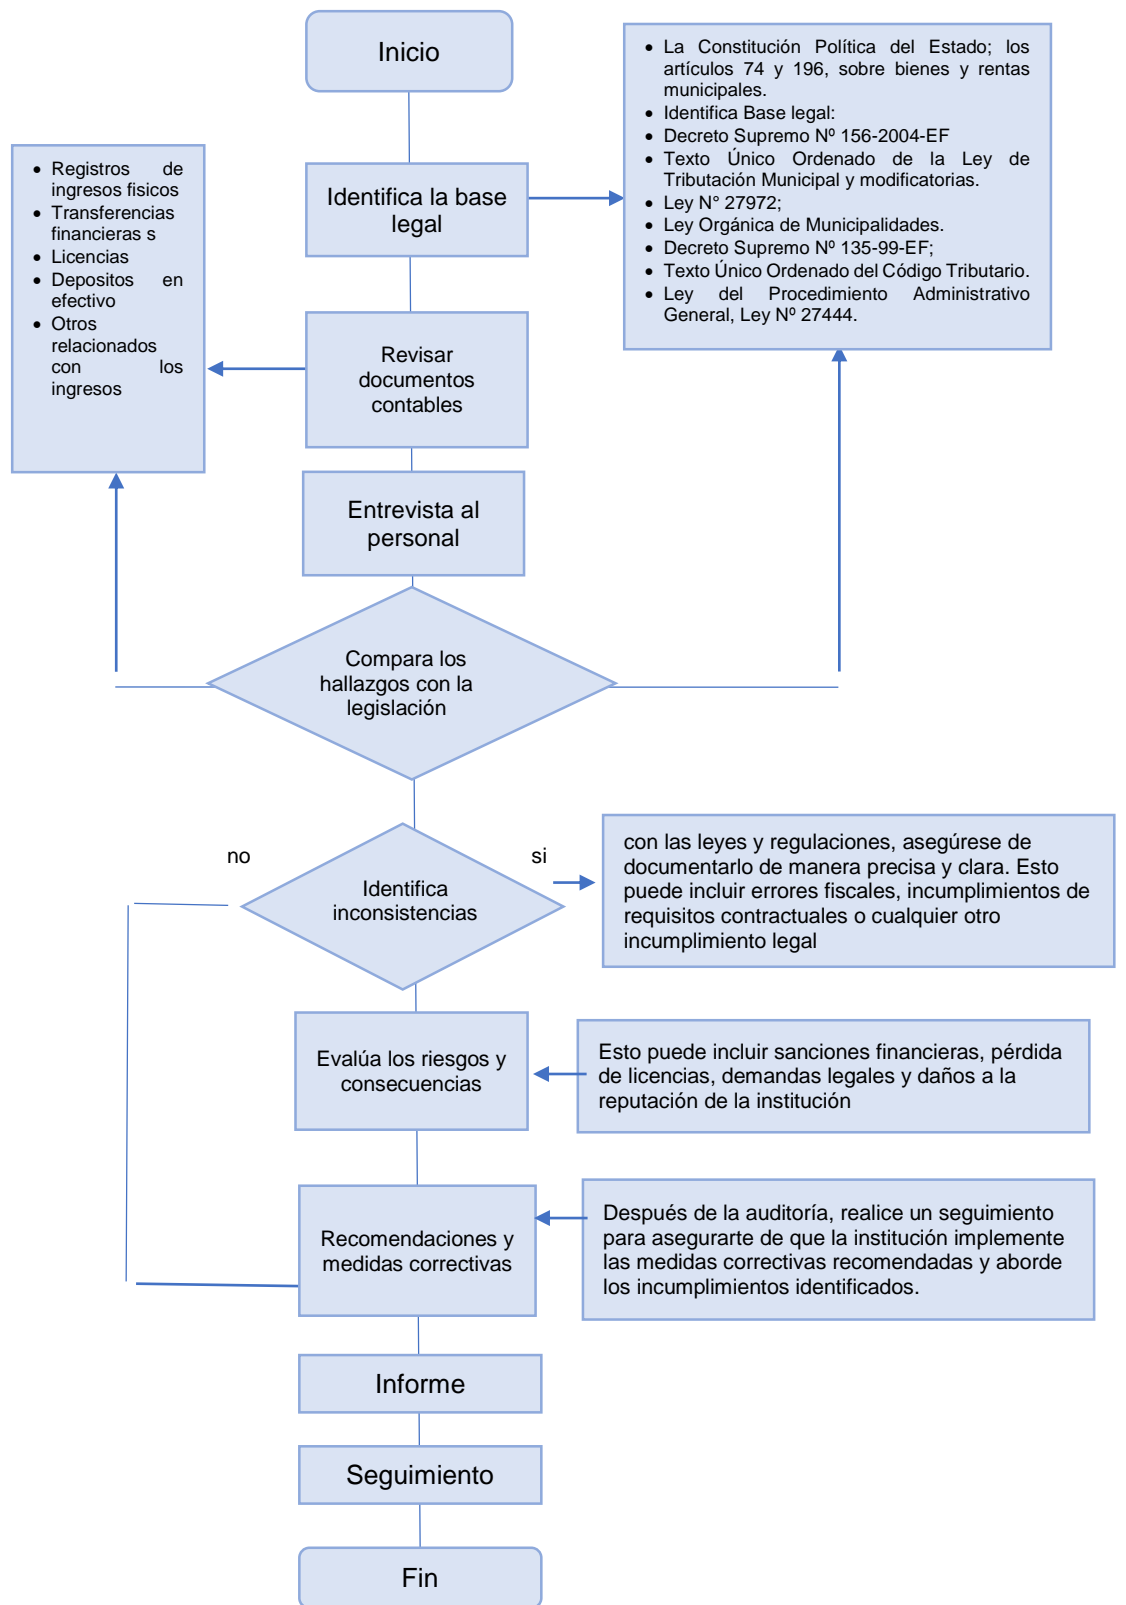 Inicio
• La Constitución Política del Estado; los
artículos 74 y 196, sobre bienes y rentas
municipales.
• Identifica Base legal:
• Decreto Supremo Nº 156-2004-EF
• Texto Único Ordenado de la Ley de
Tributación Municipal y modificatorias.
• Ley N° 27972;
• Ley Orgánica de Municipalidades.
• Decreto Supremo Nº 135-99-EF;
• Texto Único Ordenado del Código Tributario.
• Ley del Procedimiento Administrativo
General, Ley Nº 27444.
• Registros de
ingresos fisicos
• Transferencias
financieras s
• Licencias
• Depositos en
efectivo
• Otros
relacionados
con los
ingresos
Identifica la base
legal
Revisar
documentos
contables
Entrevista al
personal
Compara los
hallazgos con la
legislación
no
si
Identifica
inconsistencias
con las leyes y regulaciones, asegúrese de
documentarlo de manera precisa y clara. Esto
puede incluir errores fiscales, incumplimientos de
requisitos contractuales o cualquier otro
incumplimiento legal
Evalúa los riesgos y
consecuencias
Esto puede incluir sanciones financieras, pérdida
de licencias, demandas legales y daños a la
reputación de la institución
Recomendaciones y
medidas correctivas
Después de la auditoría, realice un seguimiento
para asegurarte de que la institución implemente
las medidas correctivas recomendadas y aborde
los incumplimientos identificados.
Informe
Seguimiento
Fin